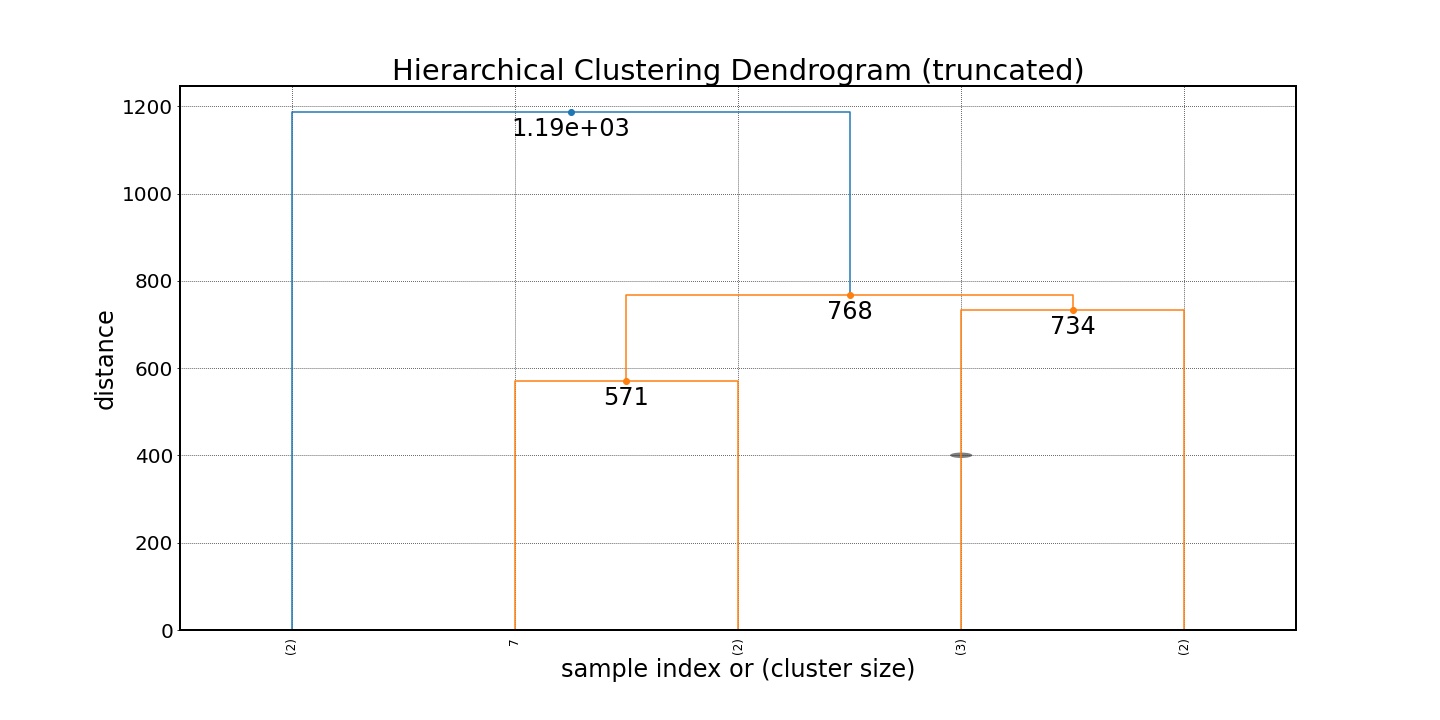 Hierarchical Clustering Dendrogram (truncated)
1200
1.19e+03
1000
800
768
734
distance
600
571
400
200
0
(2) 7 (2) (3) (2)
sample index or (cluster size)